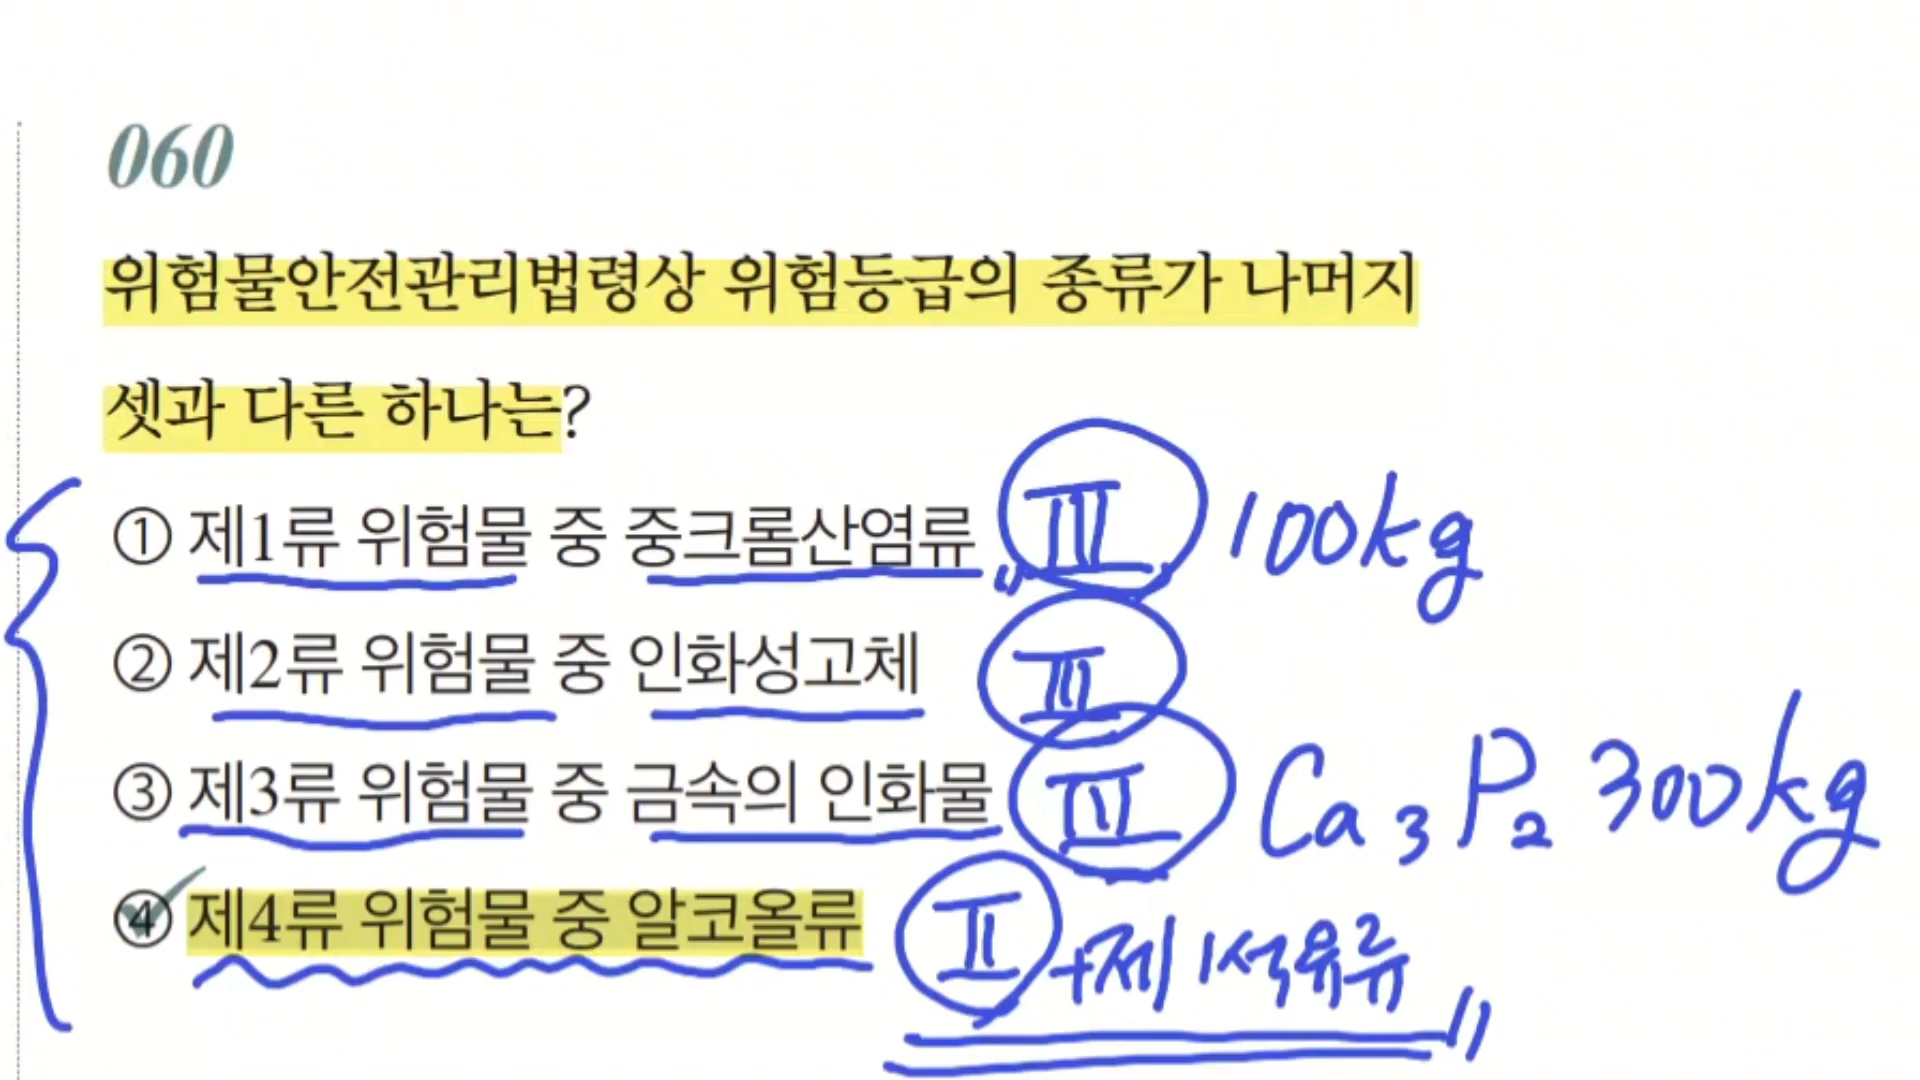 060
위험물안전관리법령상 위험등급의 종류가 나머지
셋과 다른 하나는?
① 제1류 위험물 중 중크롬산염류 Ⅲ 100kg
② 제2류 위험물 중 인화성고체 Ⅲ
③ 제3류 위험물 중 금속의 인화물 Ⅲ Ca3P2 300kg
④ 제4류 위험물 중 알코올류 Ⅱ +제1석유류